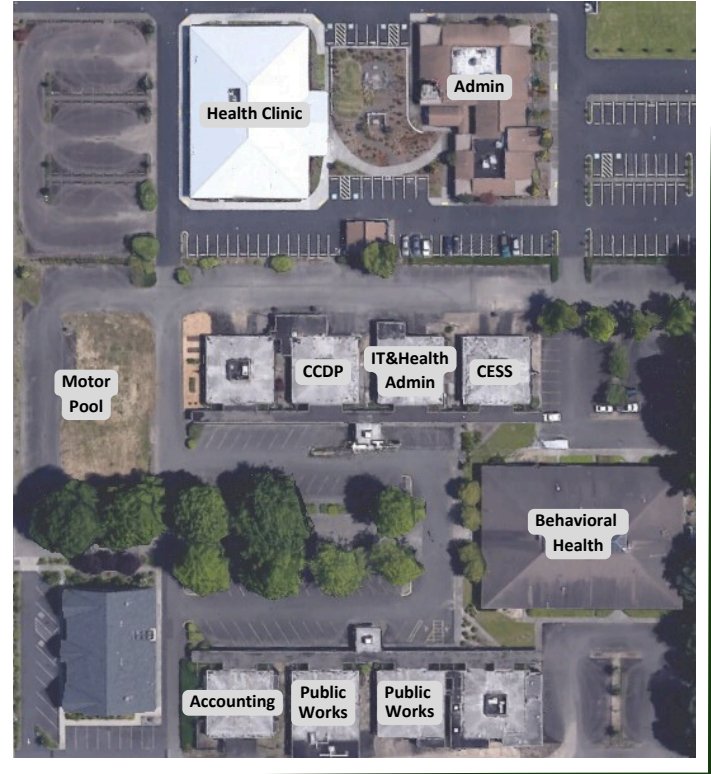 Health Clinic
Admin
Motor
Pool
CCDP
IT&Health
Admin
CESS
Behavioral
Health
Accounting
Public
Works
Public
Works